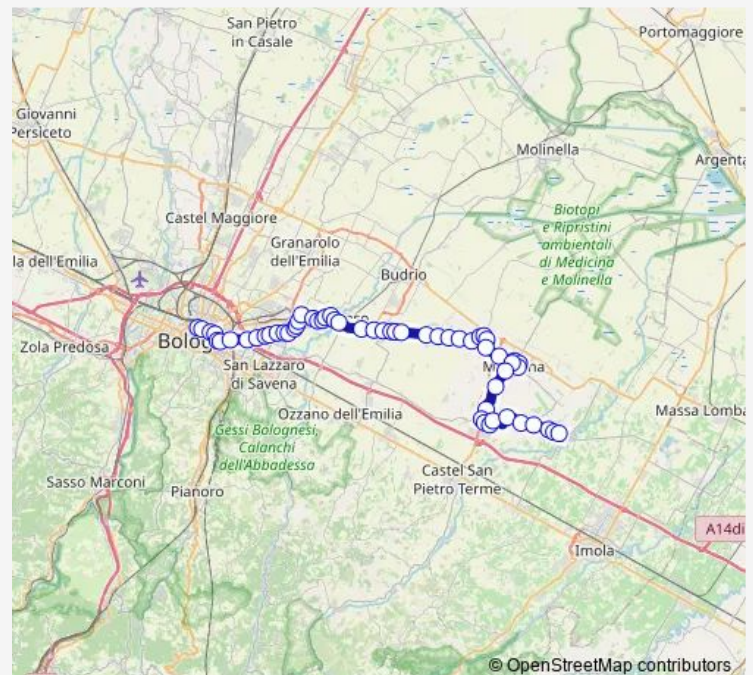 San Pietro
in Casale
Portomaggiore
Giovanni
Persiceto
Molinella
Argenta
Castel Maggiore
Biotopi
e Ripristini
ambientali
di Medicina
e Molinella
Granarolo
dell'Emilia
la dell'Emilia
Budrio
Zola Predosa
Bolog
San Lazzaro
di Savena
Ozzano dell'Emilia
Massa Lomba
Gessi Bolognesi,
Calanchi
dell'Abbadessa
Sasso Marconi
Pianoro
Castel San
Pietro Terme
A14di
Imola
© OpenStreetMap contributors